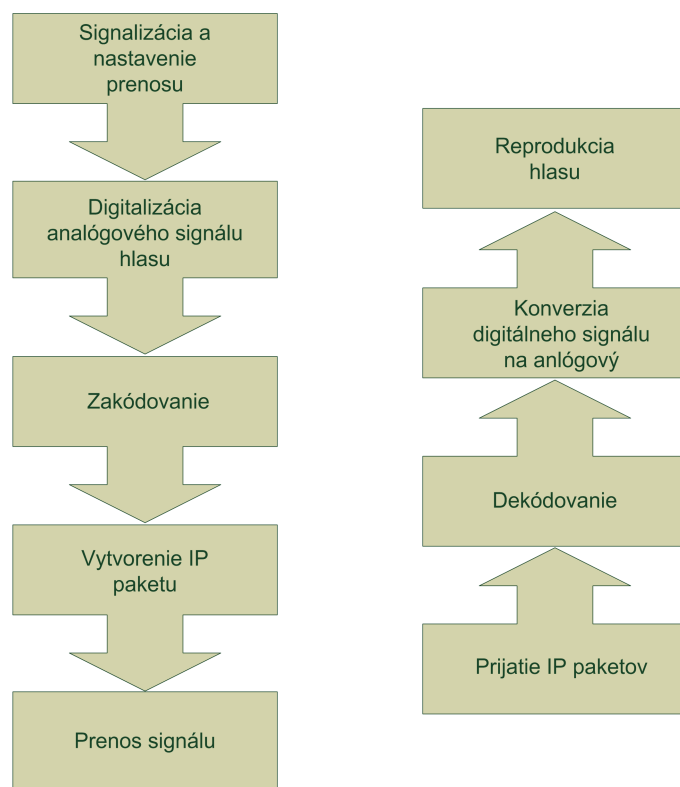 Signalizácia a
nastavenie
prenosu
Digitalizácia
analógového signálu
hlasu
Zakódovanie
Vytvorenie IP
paketu
Prenos signálu
Reprodukcia
hlasu
Konverzia
digitálneho signálu
na anlógový
Dekódovanie
Prijatie IP paketov